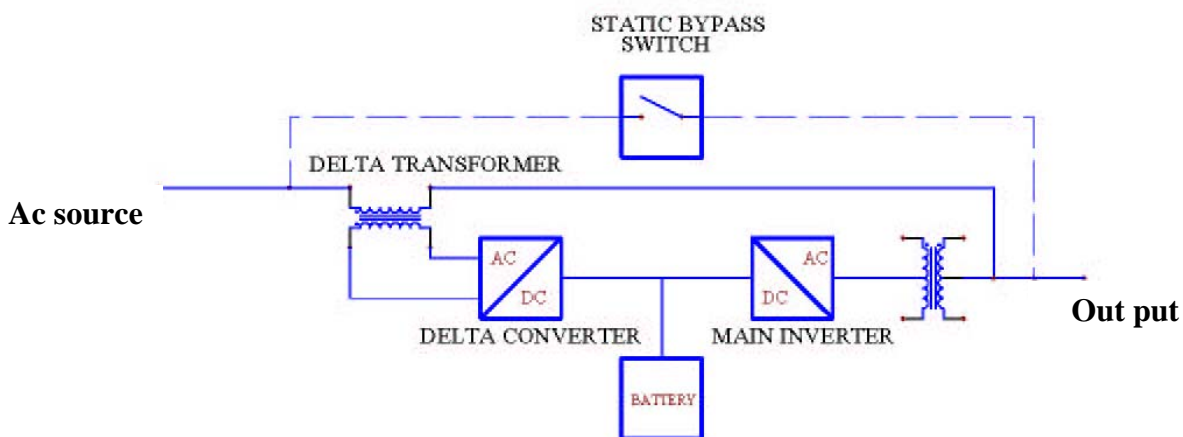 STATIC BYPASS
SWITCH
DELTA TRANSFORMER
Ac source
AC
DC
AC
DC
Out put
DELTA CONVERTER
MAIN INVERTER
BATTERY